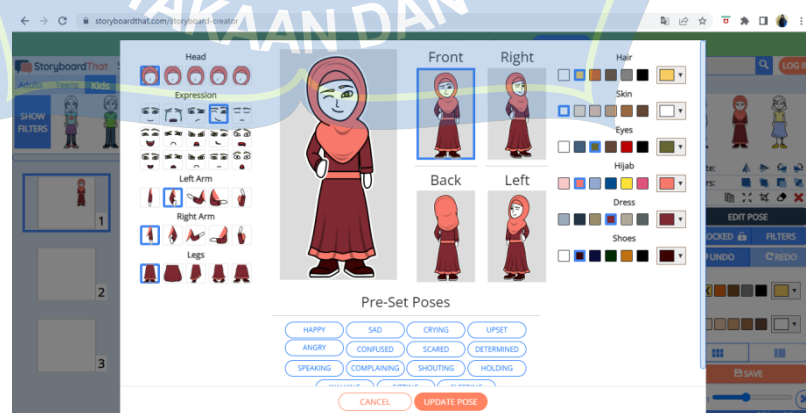 storyboardthat.com/storyboard-creator
AKAAN DAN
StoryboardThat
LOG IN
Adults Teens Kids
SHOW
FILTERS
1
2
3
Head
Expression
Left Arm
Right Arm
Legs
Front
Right
Back
Left
Hair
Skin
Eyes
Hijab
Dress
Shoes
Pre-Set Poses
HAPPY
SAD
CRYING
UPSET
ANGRY
CONFUSED
SCARED
DETERMINED
SPEAKING
COMPLAINING
SHOUTING
HOLDING
CANCEL
UPDATE POSE
EDIT POSE
FILTERS
UNDO
REDO
SAVE